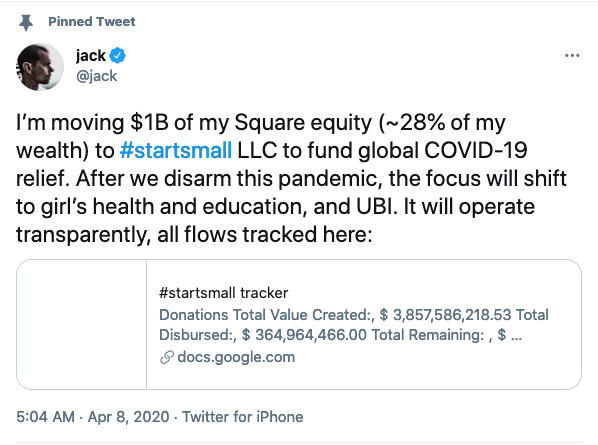 Pinned Tweet
jack
@jack
I’m moving $1B of my Square equity (~28% of my
wealth) to #startsmall LLC to fund global COVID-19
relief. After we disarm this pandemic, the focus will shift
to girl’s health and education, and UBI. It will operate
transparently, all flows tracked here:
#startsmall tracker
Donations Total Value Created:, $ 3,857,586,218.53 Total
Disbursed:, $ 364,964,466.00 Total Remaining: , $ ...
docs.google.com
5:04 AM · Apr 8, 2020 · Twitter for iPhone